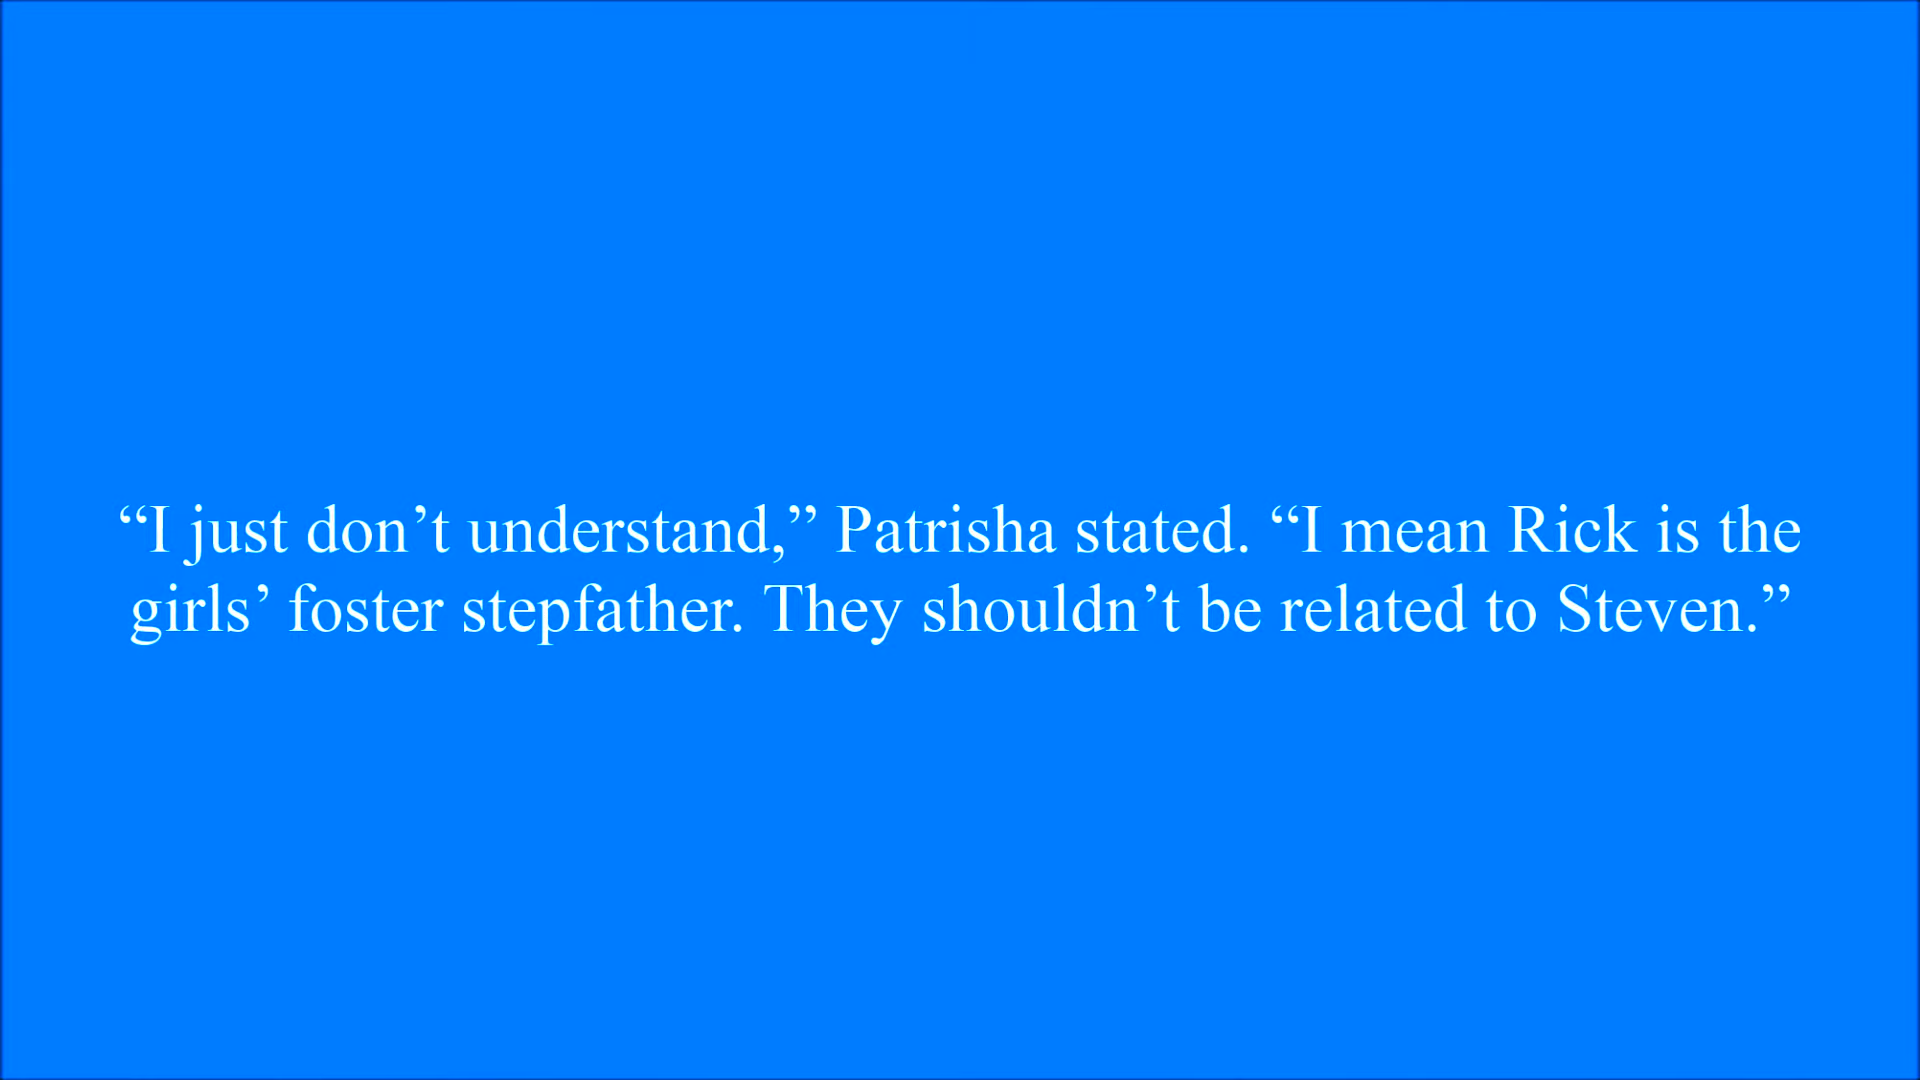 “I just don’t understand,” Patrisha stated. “I mean Rick is the
girls’ foster stepfather. They shouldn’t be related to Steven.”